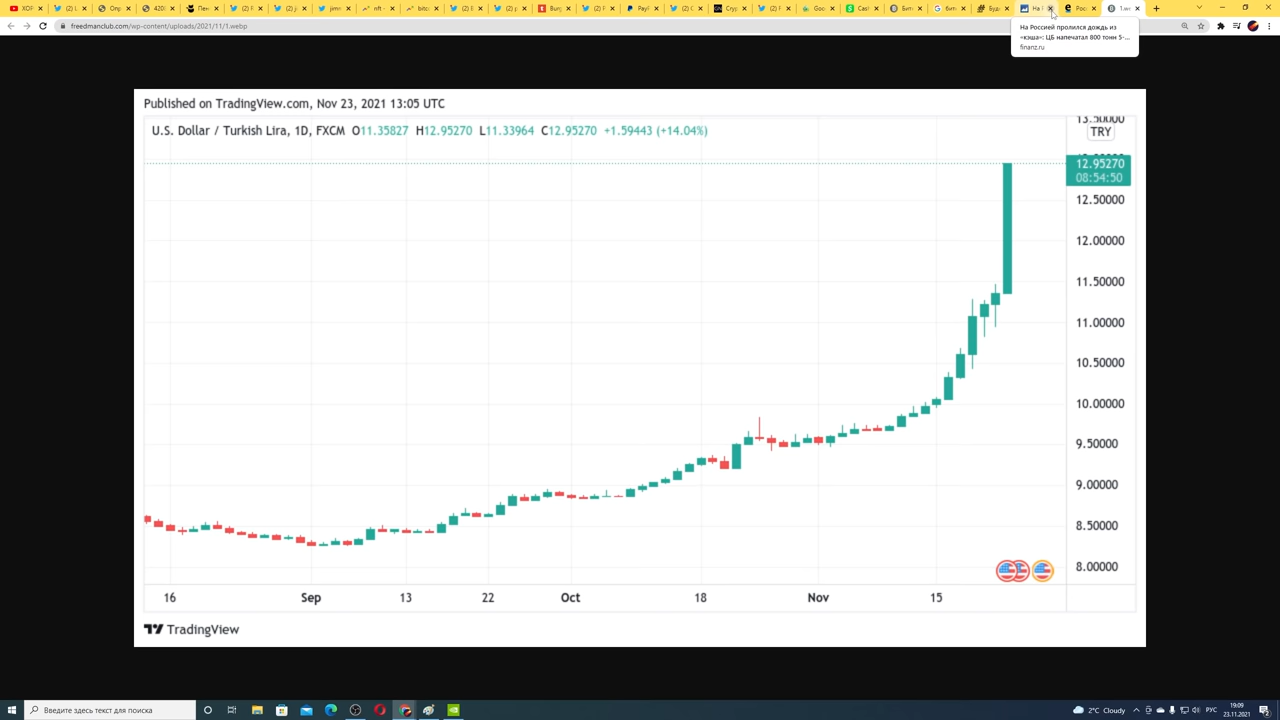 freedmanclub.com/wp-content/uploads/2021/11/1.webp
На Россией пролился дождь из
«кэша»: ЦБ напечатал 800 тонн 5-...
finanz.ru
Published on TradingView.com, Nov 23, 2021 13:05 UTC
U.S. Dollar / Turkish Lira, 1D, FXCM O11.35827 H12.95270 L11.33964 C12.95270 +1.59443 (+14.04%)
13.50000
TRY
12.95270
08:54:50
12.50000
12.00000
11.50000
11.00000
10.50000
10.00000
9.50000
9.00000
8.50000
8.00000
16 Sep 13 22 Oct 18 Nov 15
TradingView
Введите здесь текст для поиска
2°C Cloudy
РУС
19:09
23.11.2021